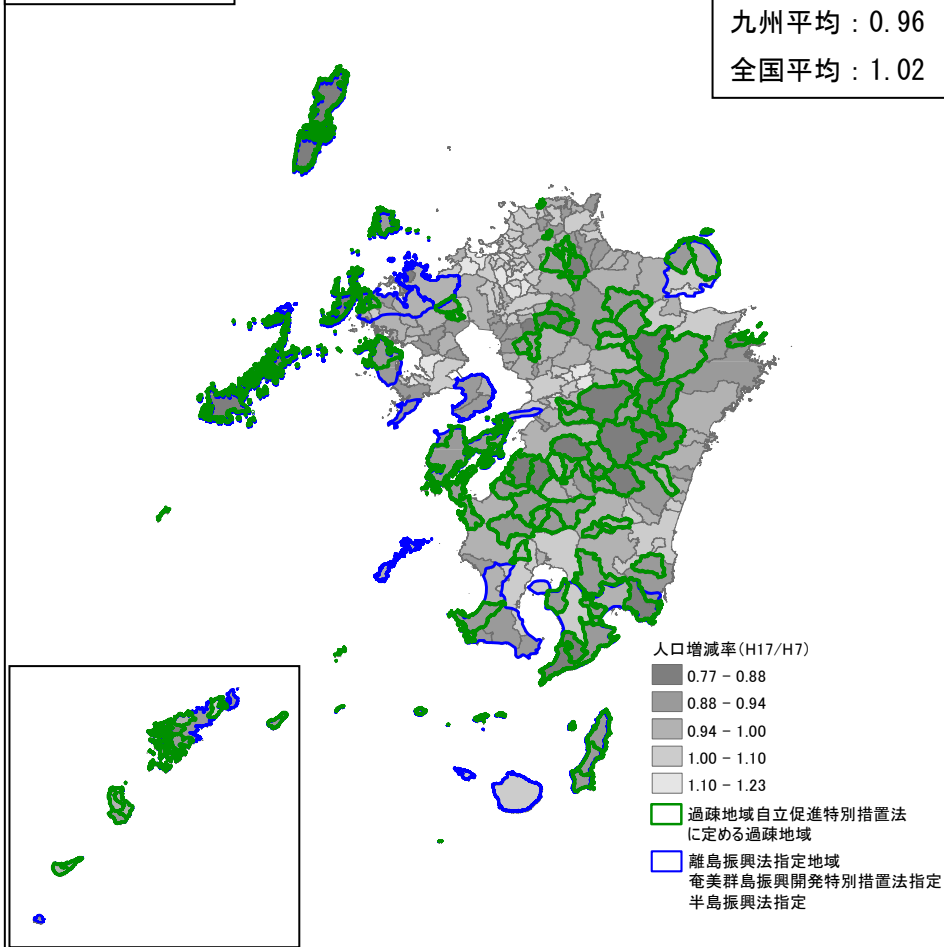 九州平均：0.96
全国平均：1.02
人口増減率(H17/H7)
0.77 − 0.88
0.88 − 0.94
0.94 − 1.00
1.00 − 1.10
1.10 − 1.23
過疎地域自立促進特別措置法
に定める過疎地域
離島振興法指定地域
奄美群島振興開発特別措置法指定
半島振興法指定